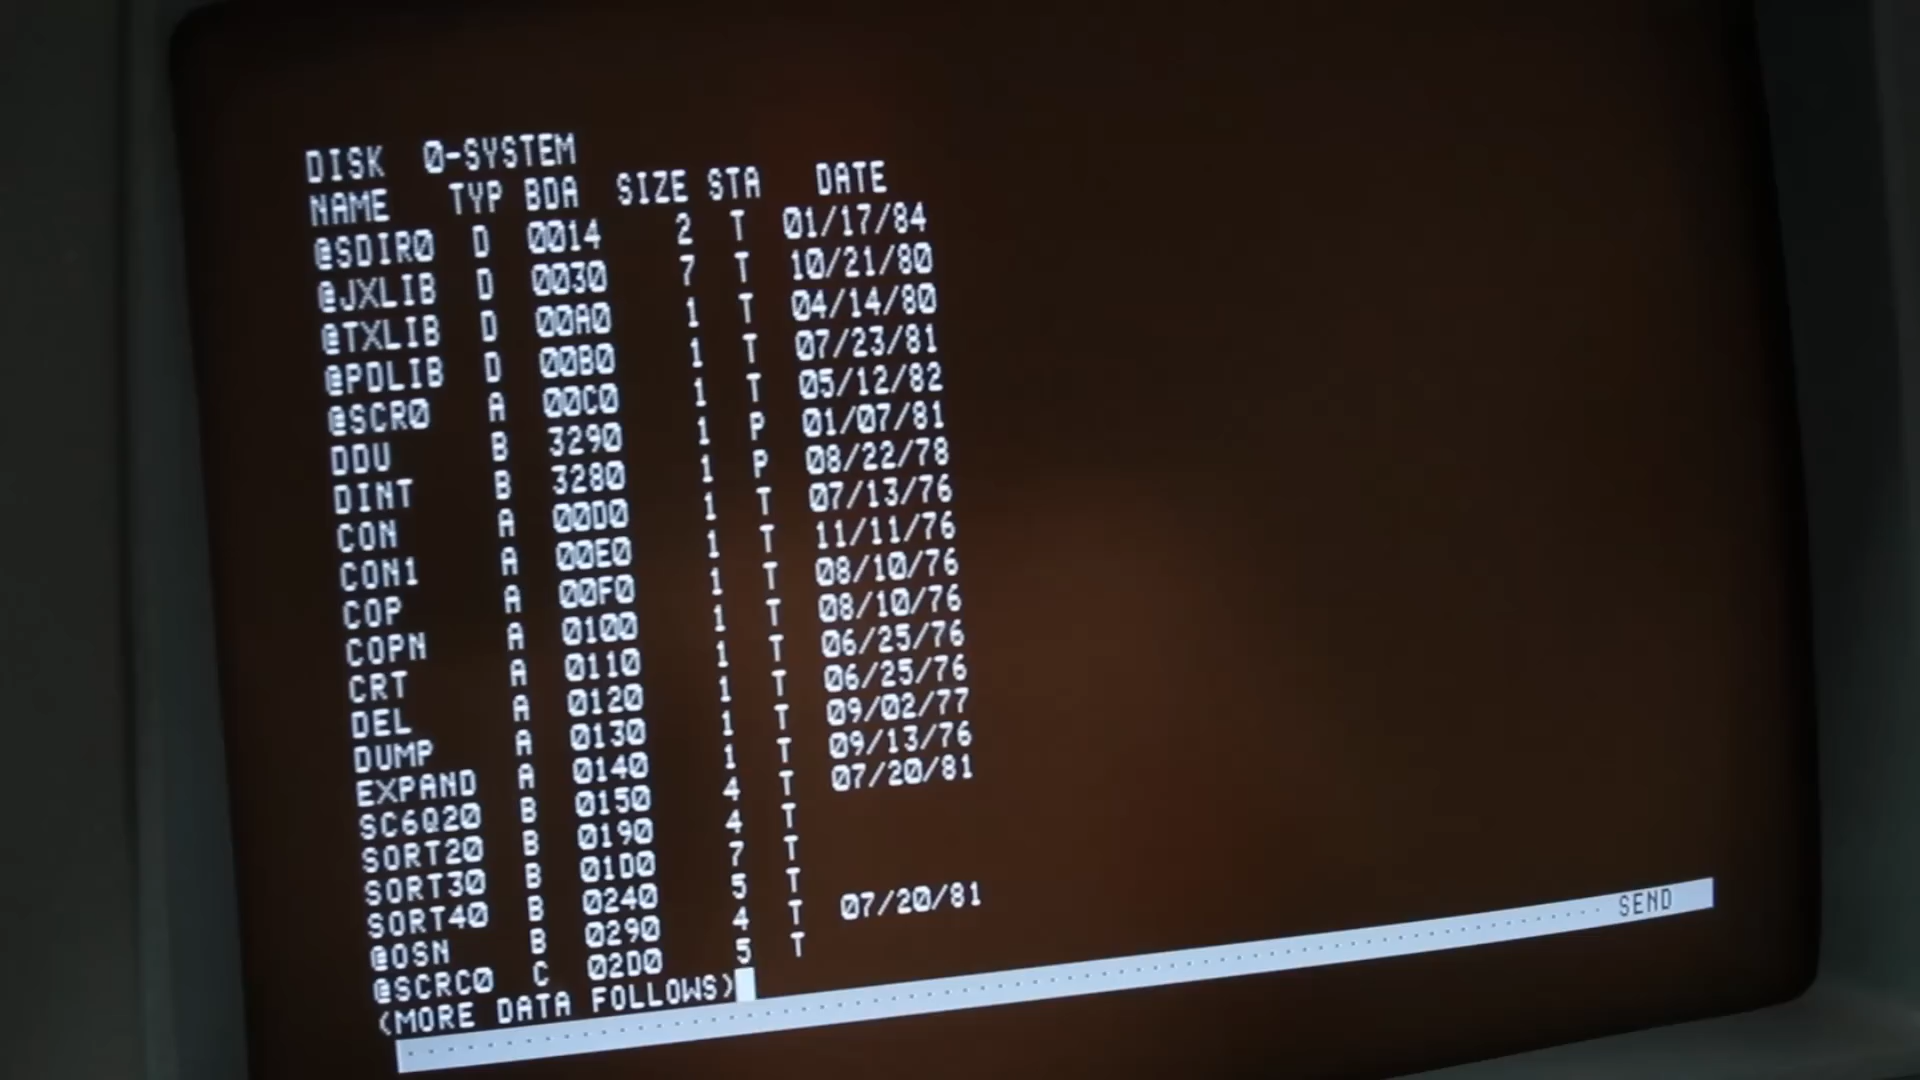 DISK 0-SYSTEM
NAME TYP BDA SIZE STA DATE
@SDIR0 D 0014 2 T 01/17/84
@JXLIB D 0030 7 T 10/21/80
@TXLIB D 00A0 1 T 04/14/80
@PDLIB D 00B0 1 T 07/23/81
@SCR0 A 00C0 1 T 05/12/82
DDU B 3290 1 P 01/07/81
DINT B 3280 1 P 08/22/78
CON A 00D0 1 T 07/13/76
CON1 A 00E0 1 T 11/11/76
COP A 00F0 1 T 08/10/76
COPN A 0100 1 T 08/10/76
CRT A 0110 1 T 06/25/76
DEL A 0120 1 T 06/25/76
DUMP A 0130 1 T 09/02/77
EXPAND A 0140 1 T 09/13/76
SC6Q20 B 0150 4 T 07/20/81
SORT20 B 0190 4 T
SORT30 B 01D0 7 T
SORT40 B 0240 5 T
@OSN B 0290 4 T 07/20/81
@SCRC0 C 02D0 5 T
(MORE DATA FOLLOWS)
SEND